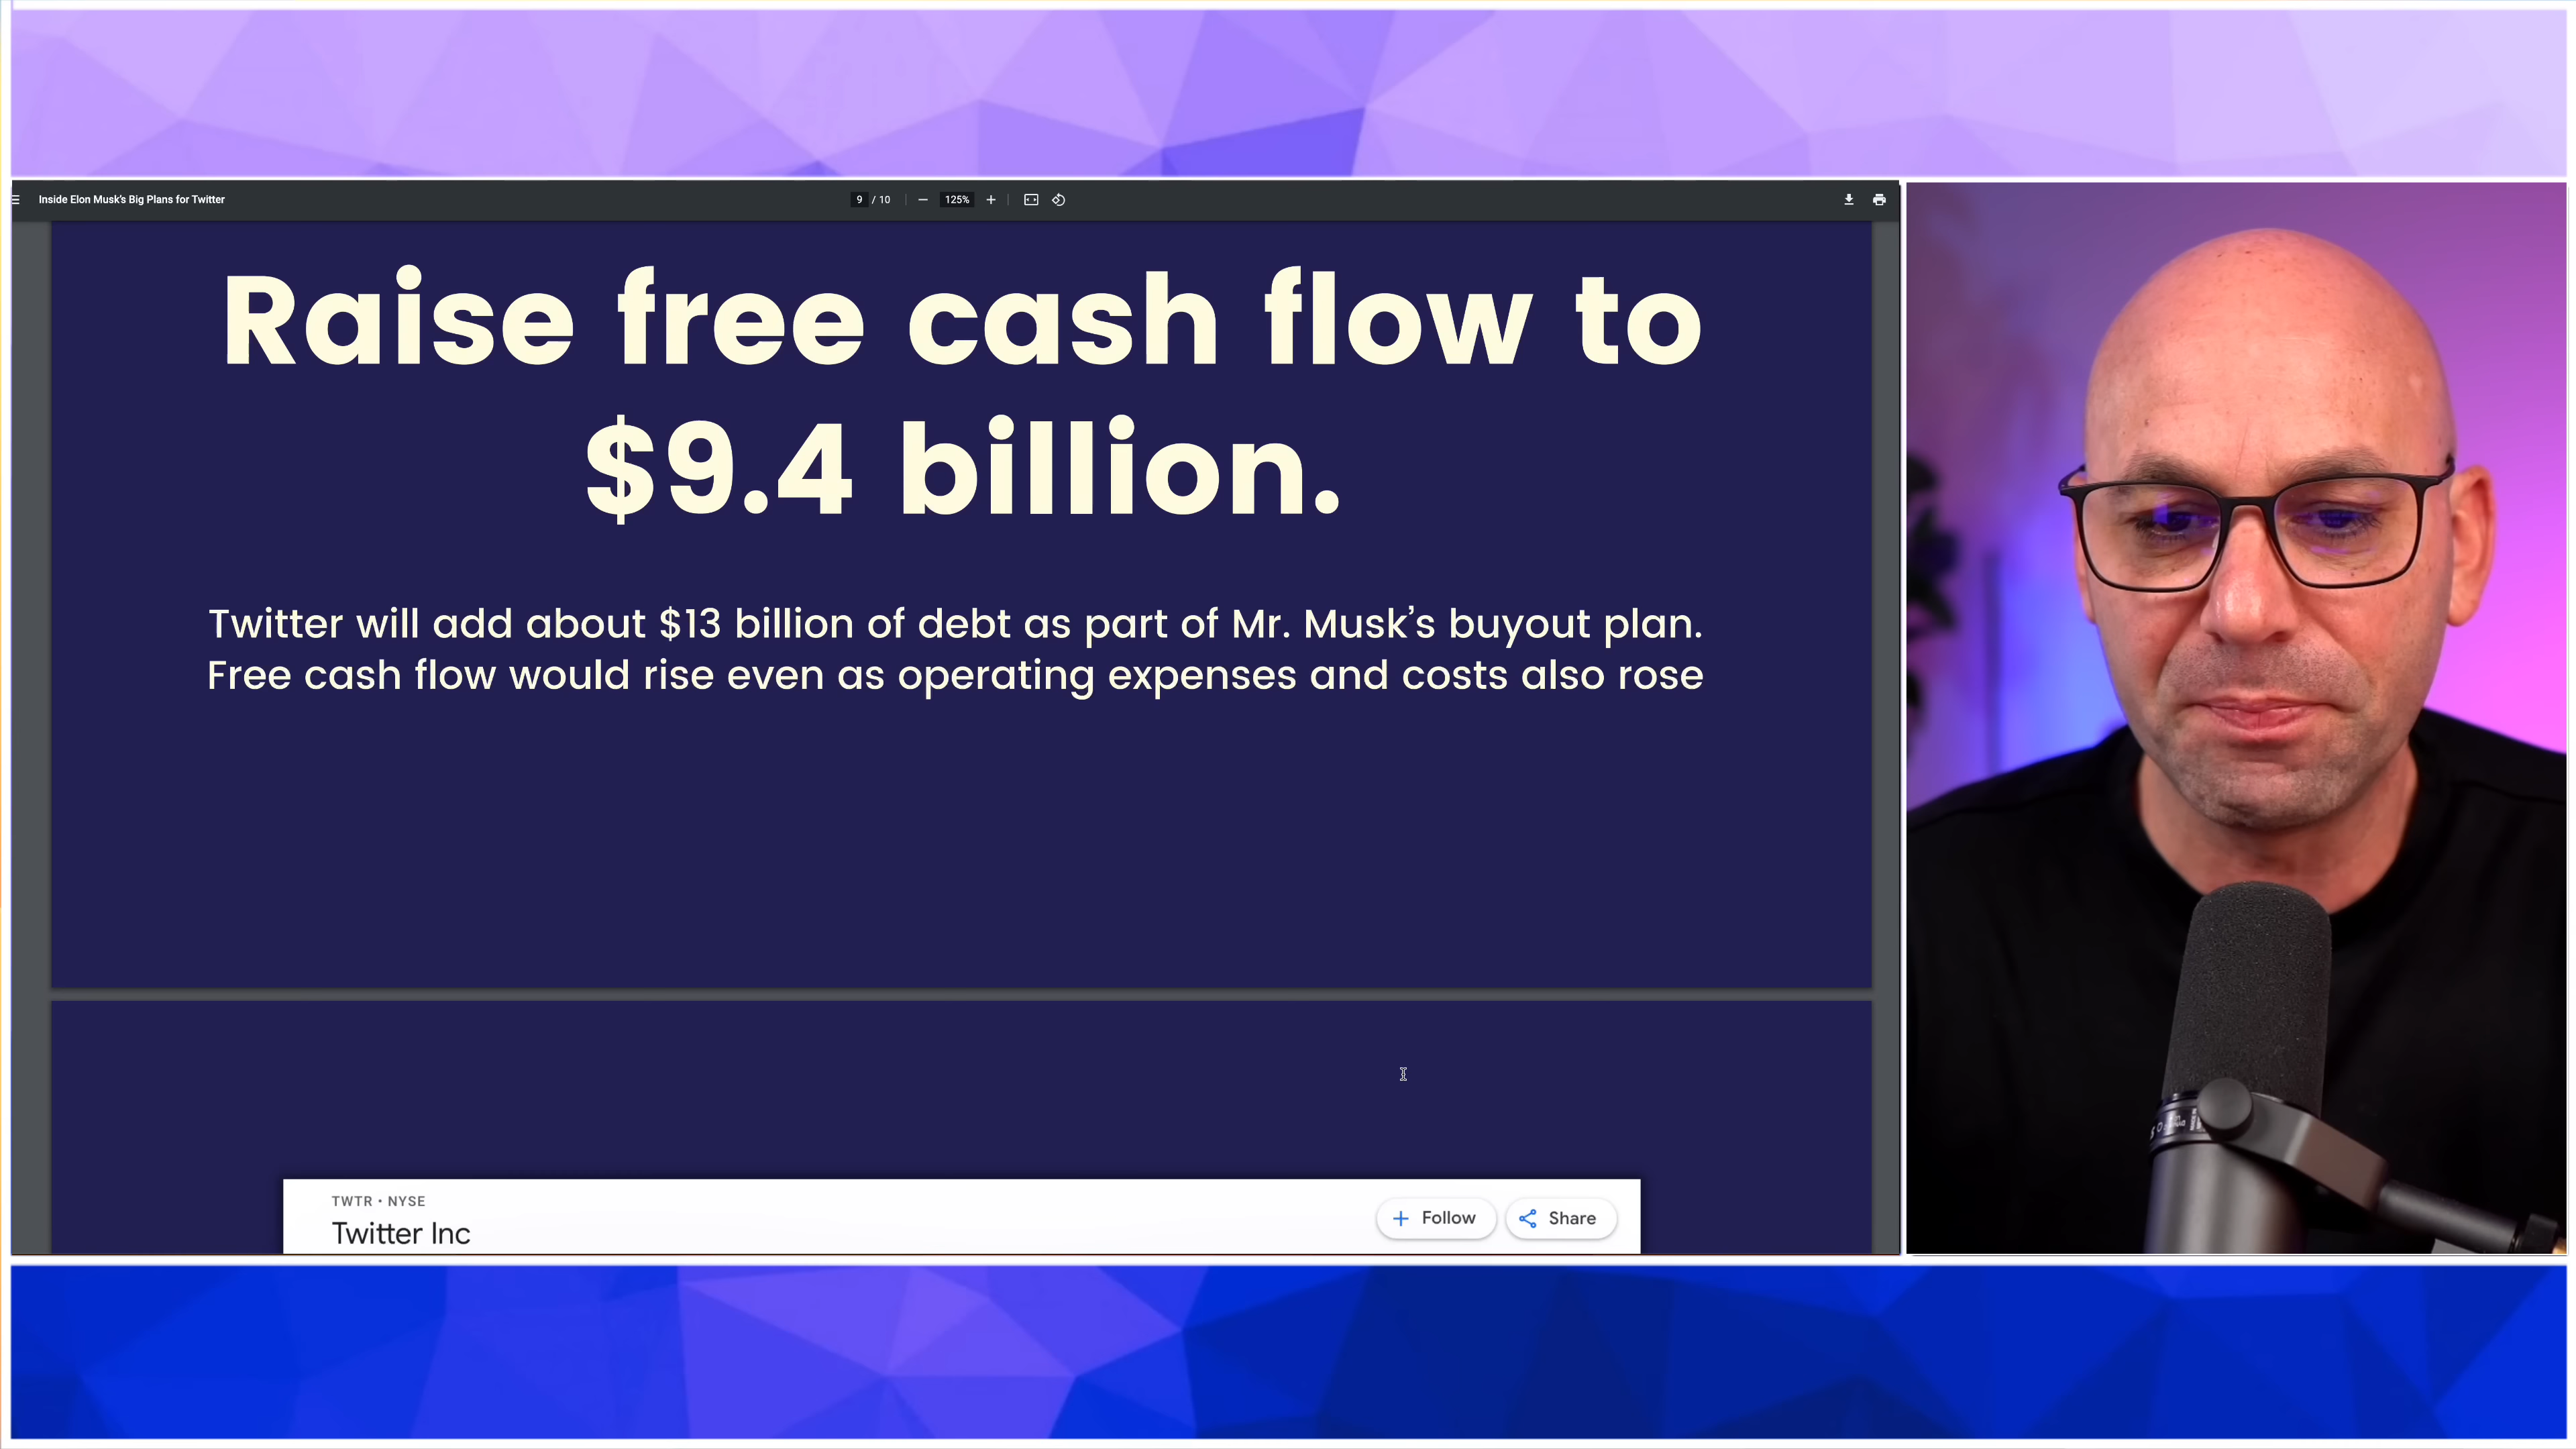 Inside Elon Musk's Big Plans for Twitter
9 / 10
125%
Raise free cash flow to
$9.4 billion.
Twitter will add about $13 billion of debt as part of Mr. Musk's buyout plan.
Free cash flow would rise even as operating expenses and costs also rose
TWTR • NYSE
Twitter Inc
Follow
Share